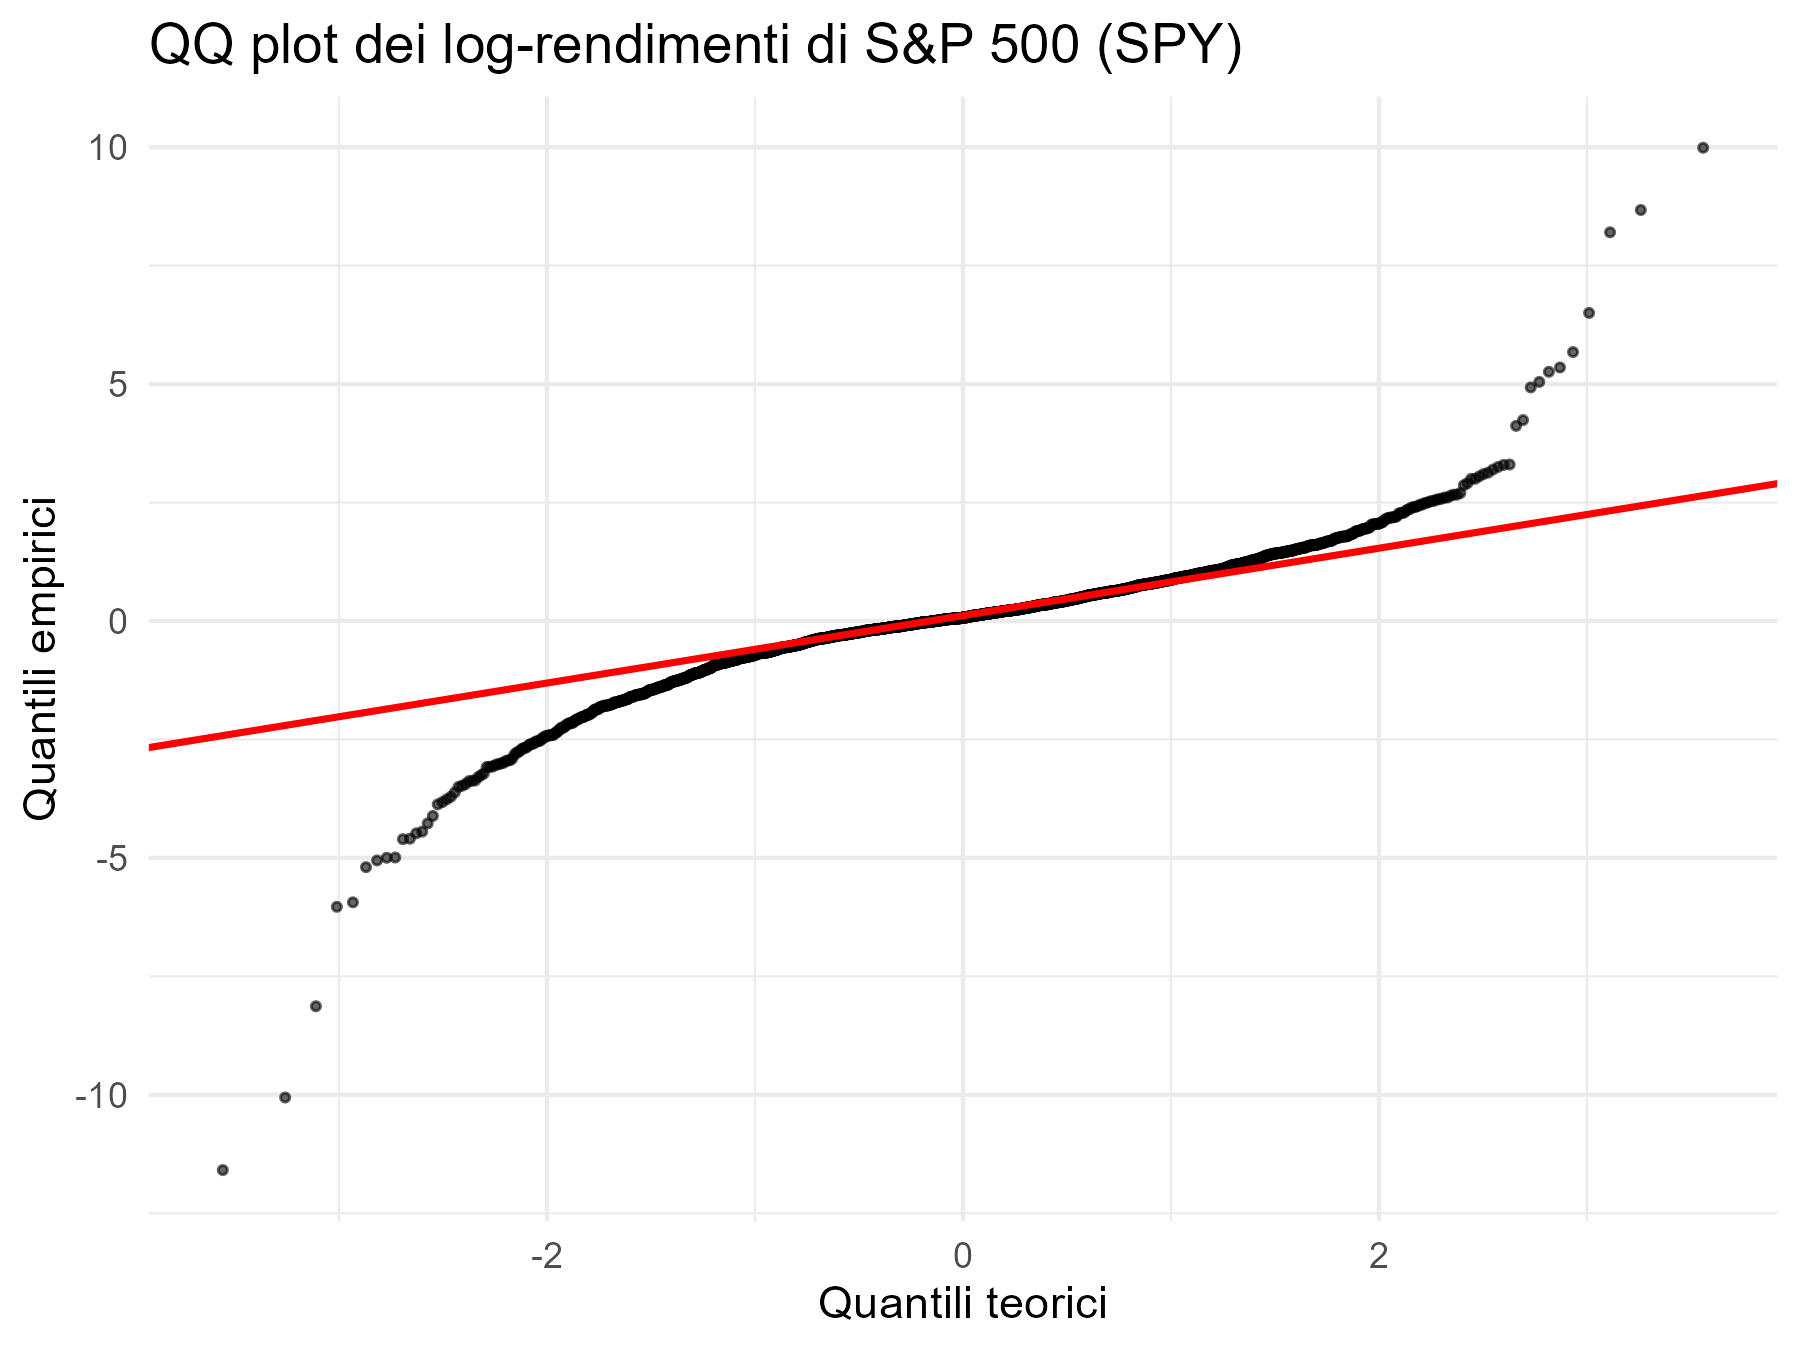 QQ plot dei log-rendimenti di S&P 500 (SPY)
10
5
0
-5
-10
Quantili empirici
-2
0
2
Quantili teorici